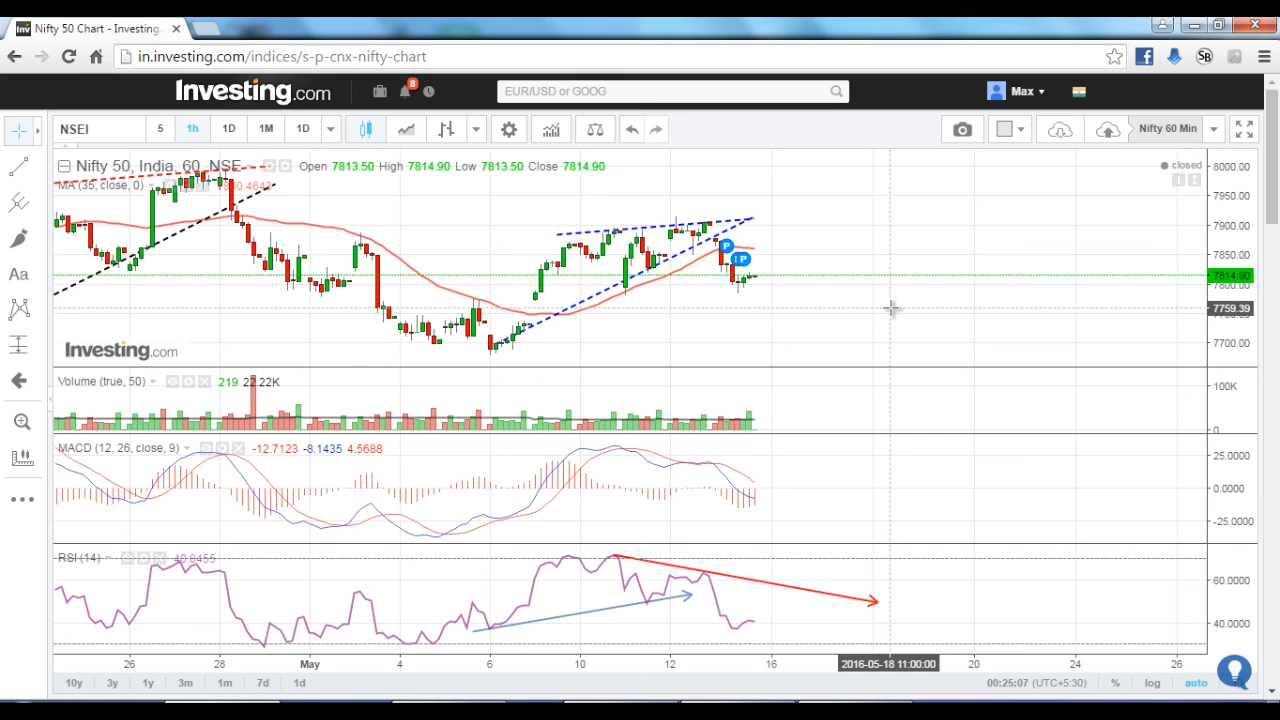 Nifty 50 Chart - Investing.
in.investing.com/indices/s-p-cnx-nifty-chart
Investing.com
8
EUR/USD or GOOG
Max
NSEI
5
1h
1D
1M
1D
Nifty 60 Min
Nifty 50, India, 60, NSE
Open 7813.50 High 7814.90 Low 7813.50 Close 7814.90
closed
MA (35, close, 0)
8000.00
7950.00
7900.00
7850.00
7814.90
7800.00
7759.39
7700.00
P
! P
Aa
Investing.com
Volume (true, 50)
219 22.22K
100K
0
MACD (12, 26, close, 9)
-12.7123 -8.1435 4.5688
25.0000
0.0000
-25.0000
RSI (14)
40.8455
60.0000
40.0000
26 28 May 4 6 10 12 16 2016-05-18 11:00:00 20 24 26
10y 3y 1y 3m 1m 7d 1d
00:25:07 (UTC+5:30) % log auto